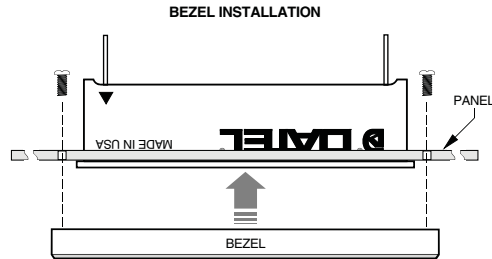 BEZEL INSTALLATION
PANEL
MADE IN USA
DATEL
BEZEL